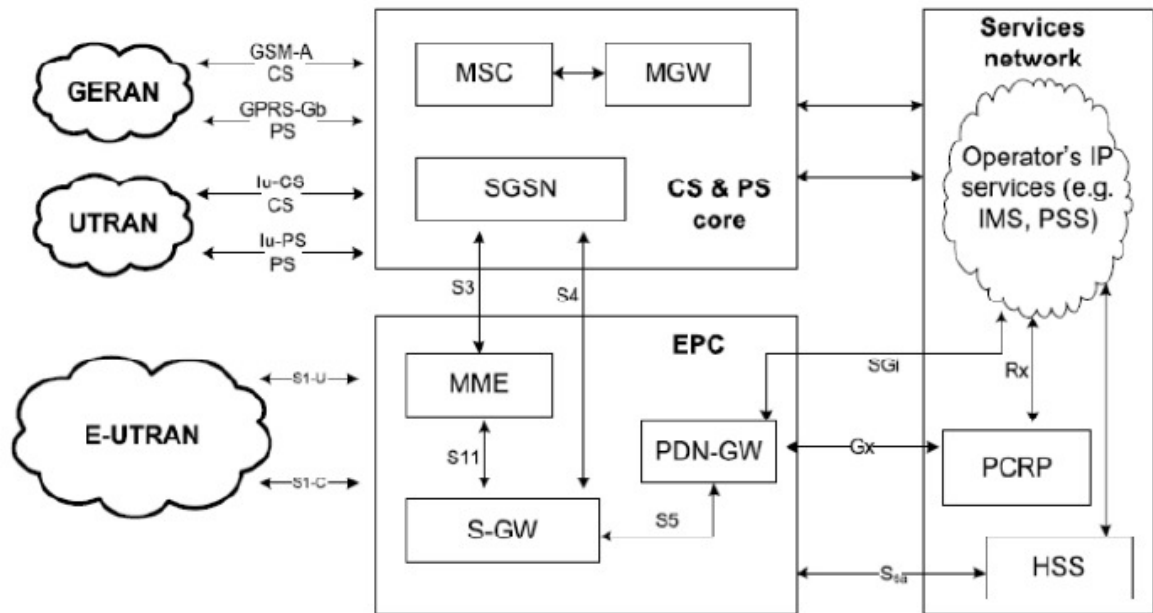 GERAN
GSM-A
CS
GPRS-Gb
PS
UTRAN
Iu-CS
CS
Iu-PS
PS
MSC
MGW
SGSN
CS & PS
core
Services
network
Operator's IP
services (e.g.
IMS, PSS)
S3
S4
E-UTRAN
S1-U
S1-C
EPC
MME
S11
S-GW
S5
PDN-GW
SGi
Rx
Gx
PCRP
S6a
HSS